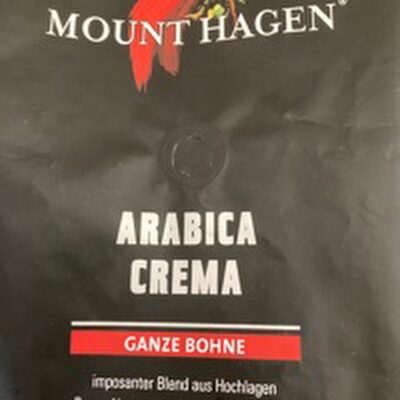 MOUNT HAGEN®
ARABICA
CREMA
GANZE BOHNE
imposanter Blend aus Hochlagen